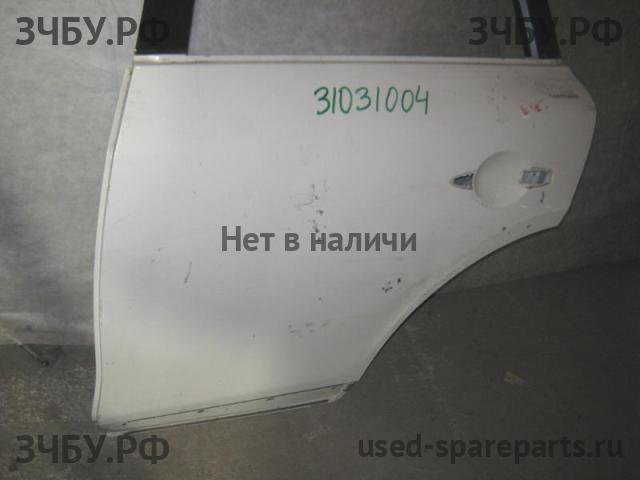 ЗЧБУ.РФ
ЗЧБУ.РФ
31031004
Нет в наличи
ЗЧБУ.РФ
used-spareparts.ru